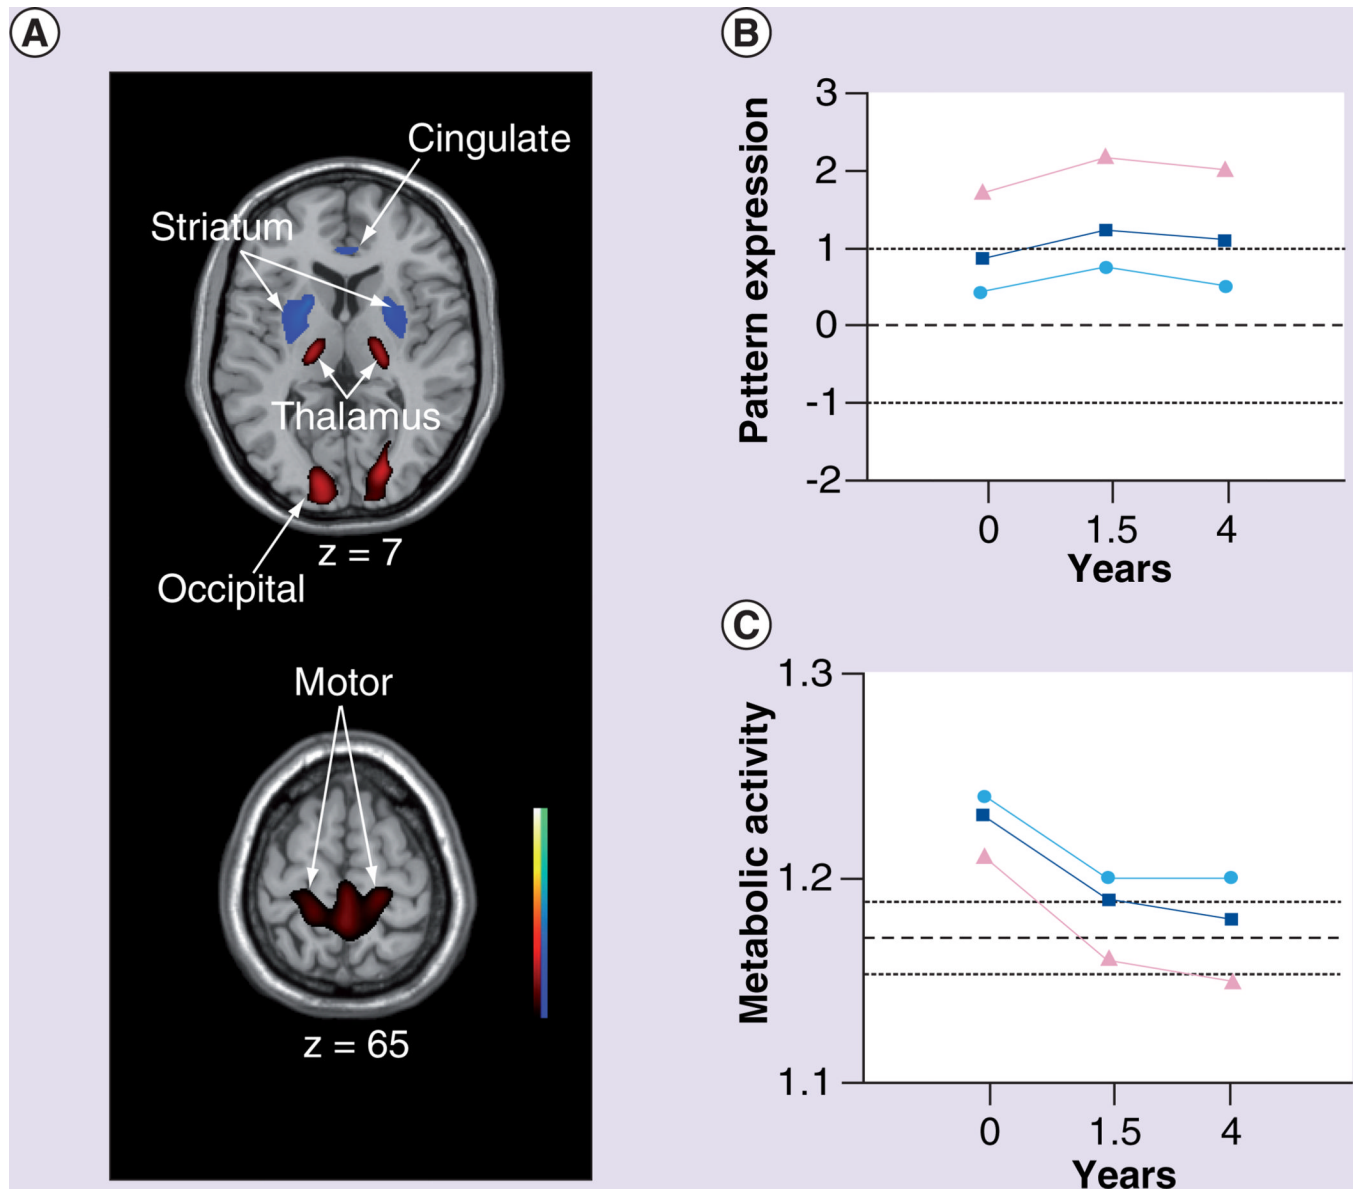 A
Cingulate
Striatum
Thalamus
z = 7
Occipital
Motor
z = 65
B
Pattern expression
3
2
1
0
-1
-2
0 1.5 4
Years
C
Metabolic activity
1.3
1.2
1.1
0 1.5 4
Years